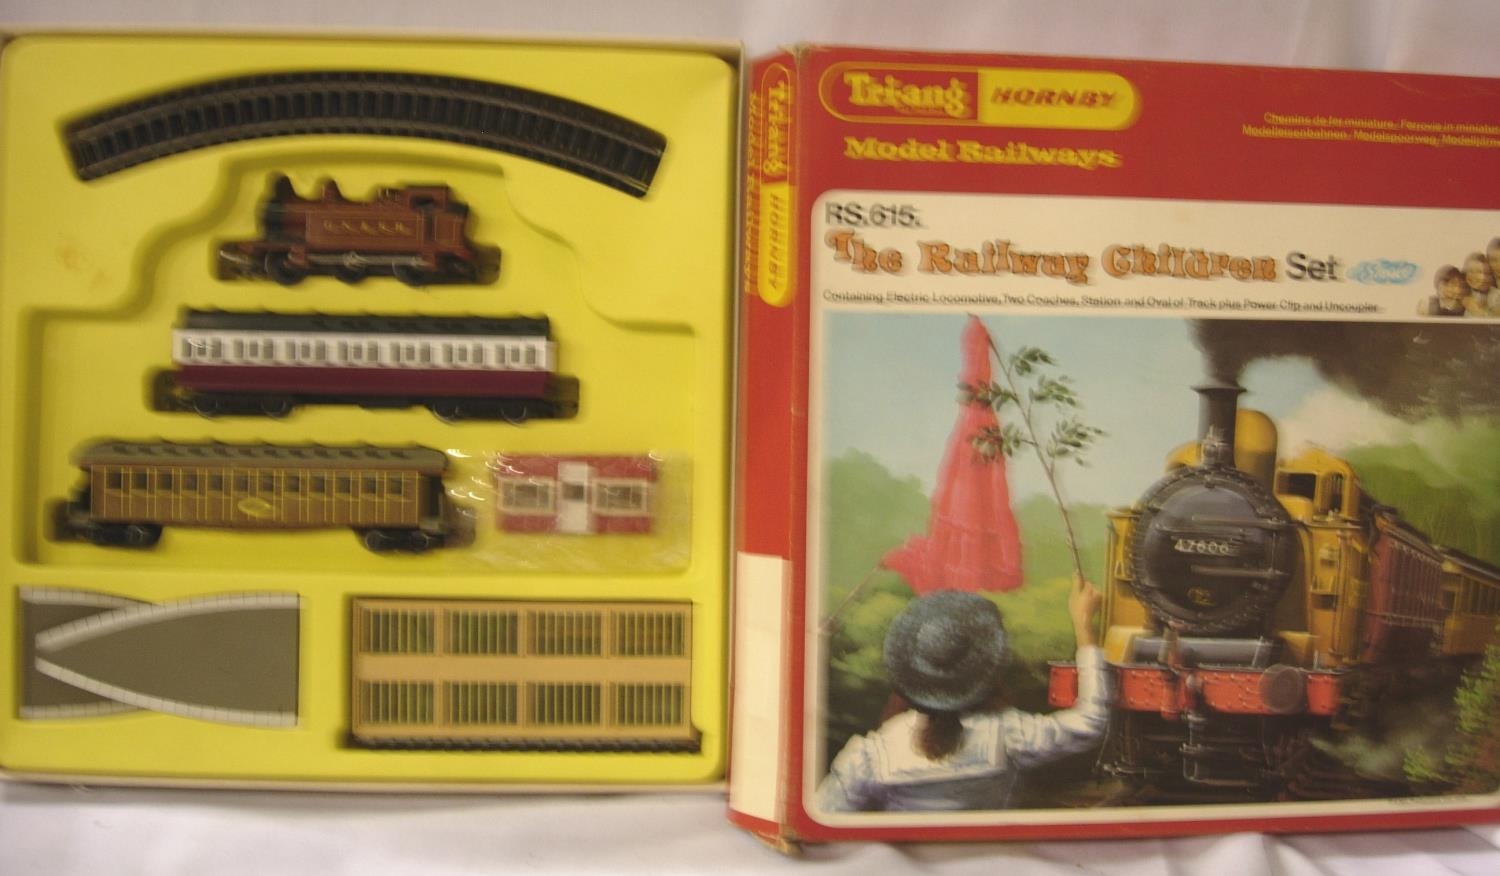 Tri-ang HORNBY
Model Railways
Chemins de fer miniature. Ferrovie in miniatura
Modelleisenbahnen. Modelspoorweg. Modelljärn
RS.615.
The Railway Children Set
Containing Electric Locomotive, Two Coaches, Station and Oval of Track plus Power Clip and Uncoupler
47606
Tri-ang HORNBY